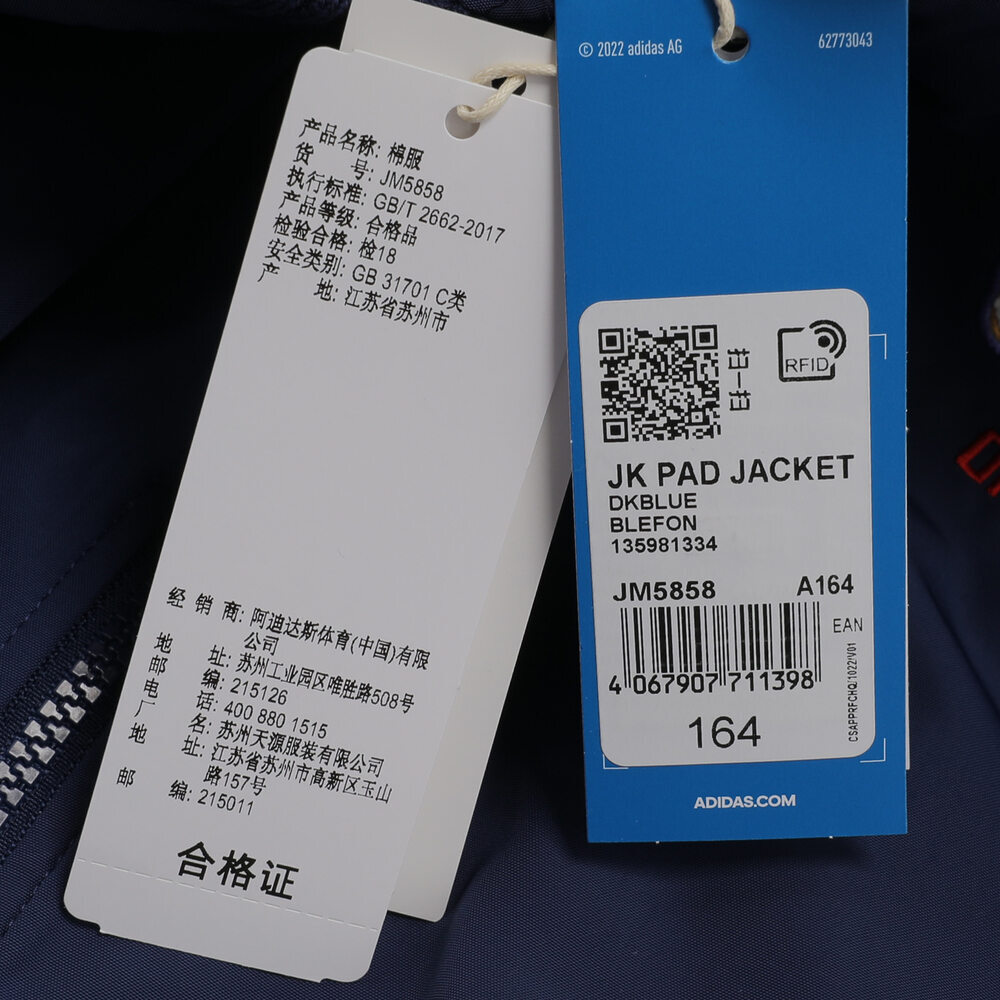 产品名称: 棉服
货 号: JM5858
执行标准: GB/T 2662-2017
产品等级: 合格品
检验合格: 检18
安全类别: GB 31701 C类
产 地: 江苏省苏州市
经 销 商: 阿迪达斯体育(中国)有限
公司
地 址: 苏州工业园区唯胜路508号
邮 编: 215126
电 话: 400 880 1515
厂 名: 苏州天源服装有限公司
地 址: 江苏省苏州市高新区玉山
路157号
邮 编: 215011
合格证
© 2022 adidas AG 62773043
扫一扫
RFID
JK PAD JACKET
DKBLUE
BLEFON
135981334
JM5858 A164
EAN
4 067907 711398
CSAPPRFCHQ/1022/V01
164
ADIDAS.COM